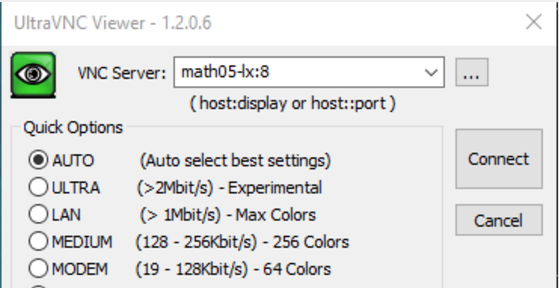 UltraVNC Viewer - 1.2.0.6
VNC Server: math05-lx:8 ...
( host:display or host::port )
Quick Options
AUTO (Auto select best settings)
Connect
ULTRA (>2Mbit/s) - Experimental
LAN (> 1Mbit/s) - Max Colors
Cancel
MEDIUM (128 - 256Kbit/s) - 256 Colors
MODEM (19 - 128Kbit/s) - 64 Colors